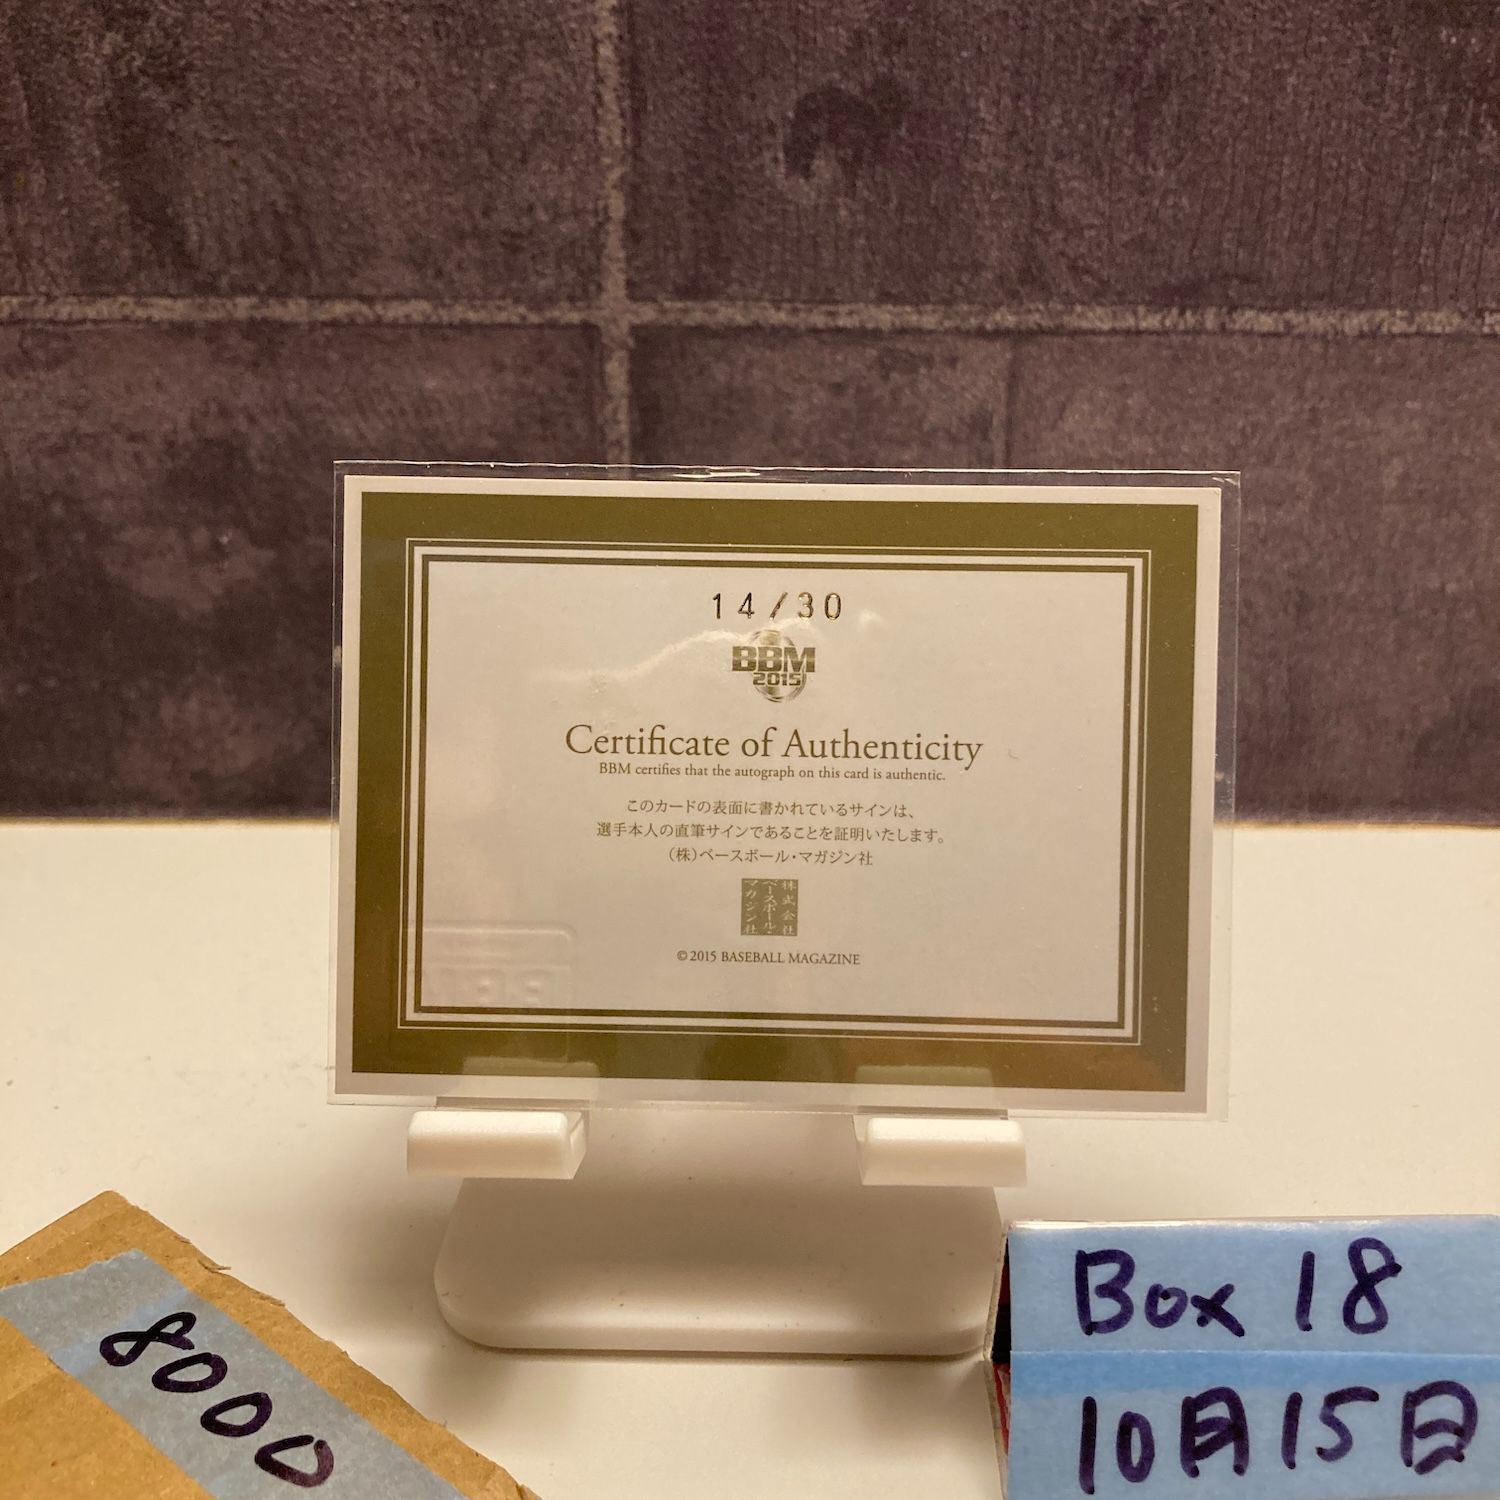 14/30
BBM
2015
Certificate of Authenticity
BBM certifies that the autograph on this card is authentic.
このカードの表面に書かれているサインは、
選手本人の直筆サインであることを証明いたします。
（株）ベースボール・マガジン社
株式会社
ベースボール・
マガジン社
©2015 BASEBALL MAGAZINE
8000
Box 18
10月15日